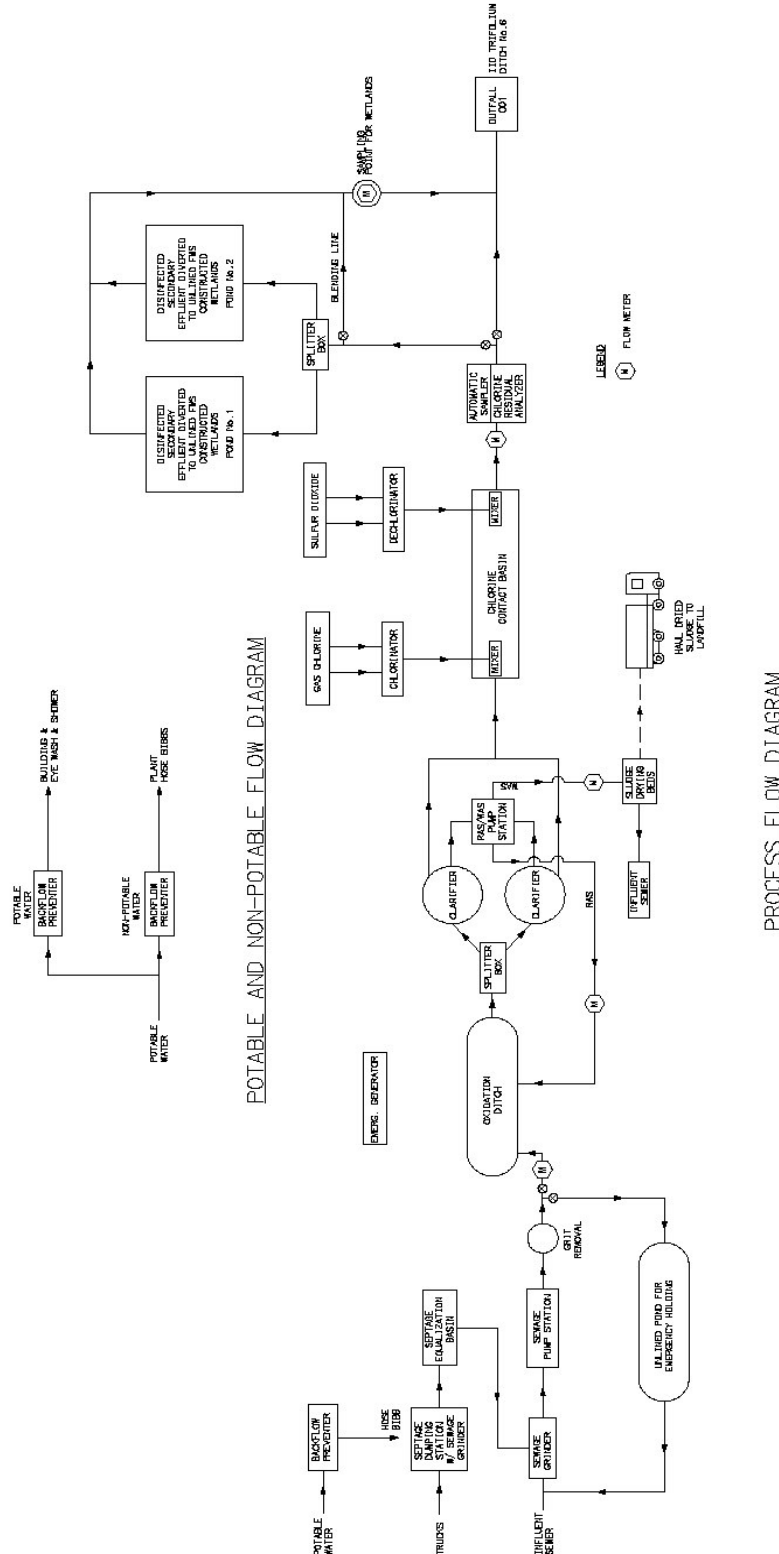 POTABLE
WATER
POTABLE
WATER
BACKFLOW
PREVENTER
BUILDING &
EYE WASH & SHOWER
NON-POTABLE
WATER
BACKFLOW
PREVENTER
PLANT
HOSE BIBBS
POTABLE AND NON-POTABLE FLOW DIAGRAM
POTABLE
WATER
BACKFLOW
PREVENTER
HOSE
BIBB
TRUCKS
SEPTAGE
DUMPING
STATION
W/ SEWAGE
GRINDER
SEPTAGE
EQUALIZATION
BASIN
INFLUENT
SEWER
SEWAGE
GRINDER
SEWAGE
PUMP STATION
GRIT
REMOVAL
M
UNLINED POND FOR
EMERGENCY HOLDING
EMERG. GENERATOR
OXIDATION
DITCH
SPLITTER
BOX
CLARIFIER
CLARIFIER
RAS/WAS
PUMP
STATION
WAS
RAS
M
M
SLUDGE
DRYING
BEDS
INFLUENT
SEWER
HAUL DRIED
SLUDGE TO
LANDFILL
GAS CHLORINE
CHLORINATOR
MIXER
CHLORINE
CONTACT BASIN
SULFUR DIOXIDE
DECHLORINATOR
MIXER
M
AUTOMATIC
SAMPLER
CHLORINE
RESIDUAL
ANALYZER
SPLITTER
BOX
DISINFECTED
SECONDARY
EFFLUENT DIVERTED
TO UNLINED FWS
CONSTRUCTED
WETLANDS
POND No.1
DISINFECTED
SECONDARY
EFFLUENT DIVERTED
TO UNLINED FWS
CONSTRUCTED
WETLANDS
POND No.2
BLENDING LINE
M
SAMPLING
POINT FOR WETLANDS
OUTFALL
001
IID TRIFOLIUM
DITCH No.6
LEGEND
M
FLOW METER
PROCESS FLOW DIAGRAM